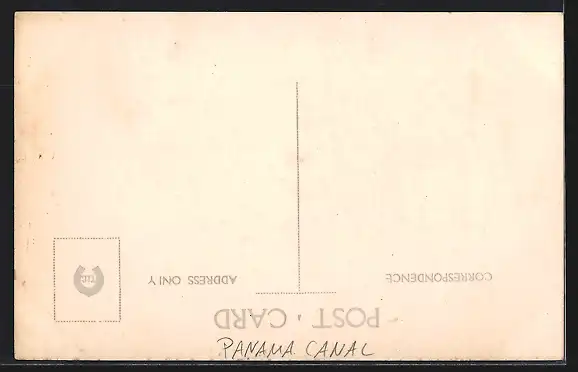 POST · CARD
CORRESPONDENCE
ADDRESS ONLY
PANAMA CANAL